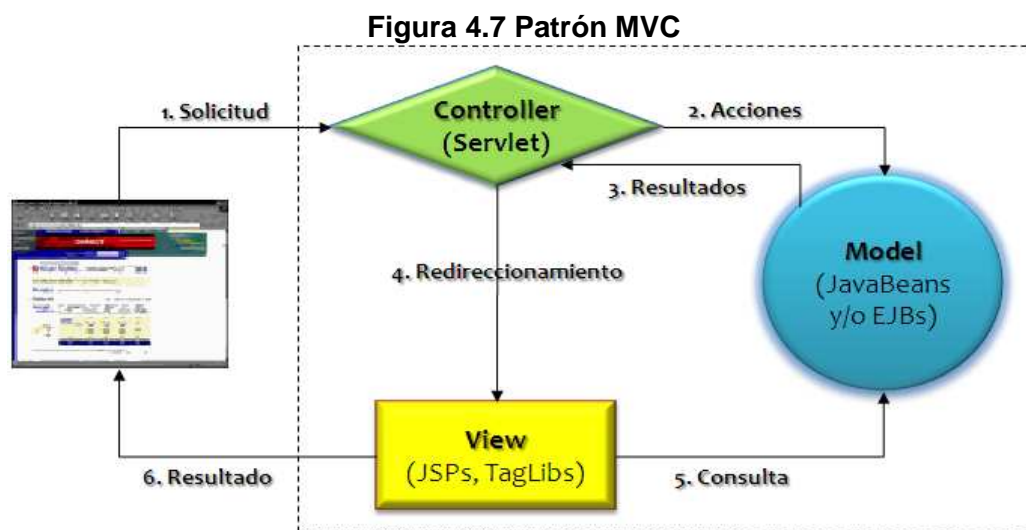 Figura 4.7 Patrón MVC
1. Solicitud
Controller
(Servlet)
2. Acciones
3. Resultados
Model
(JavaBeans
y/o EJBs)
4. Redireccionamiento
View
(JSPs, TagLibs)
5. Consulta
6. Resultado